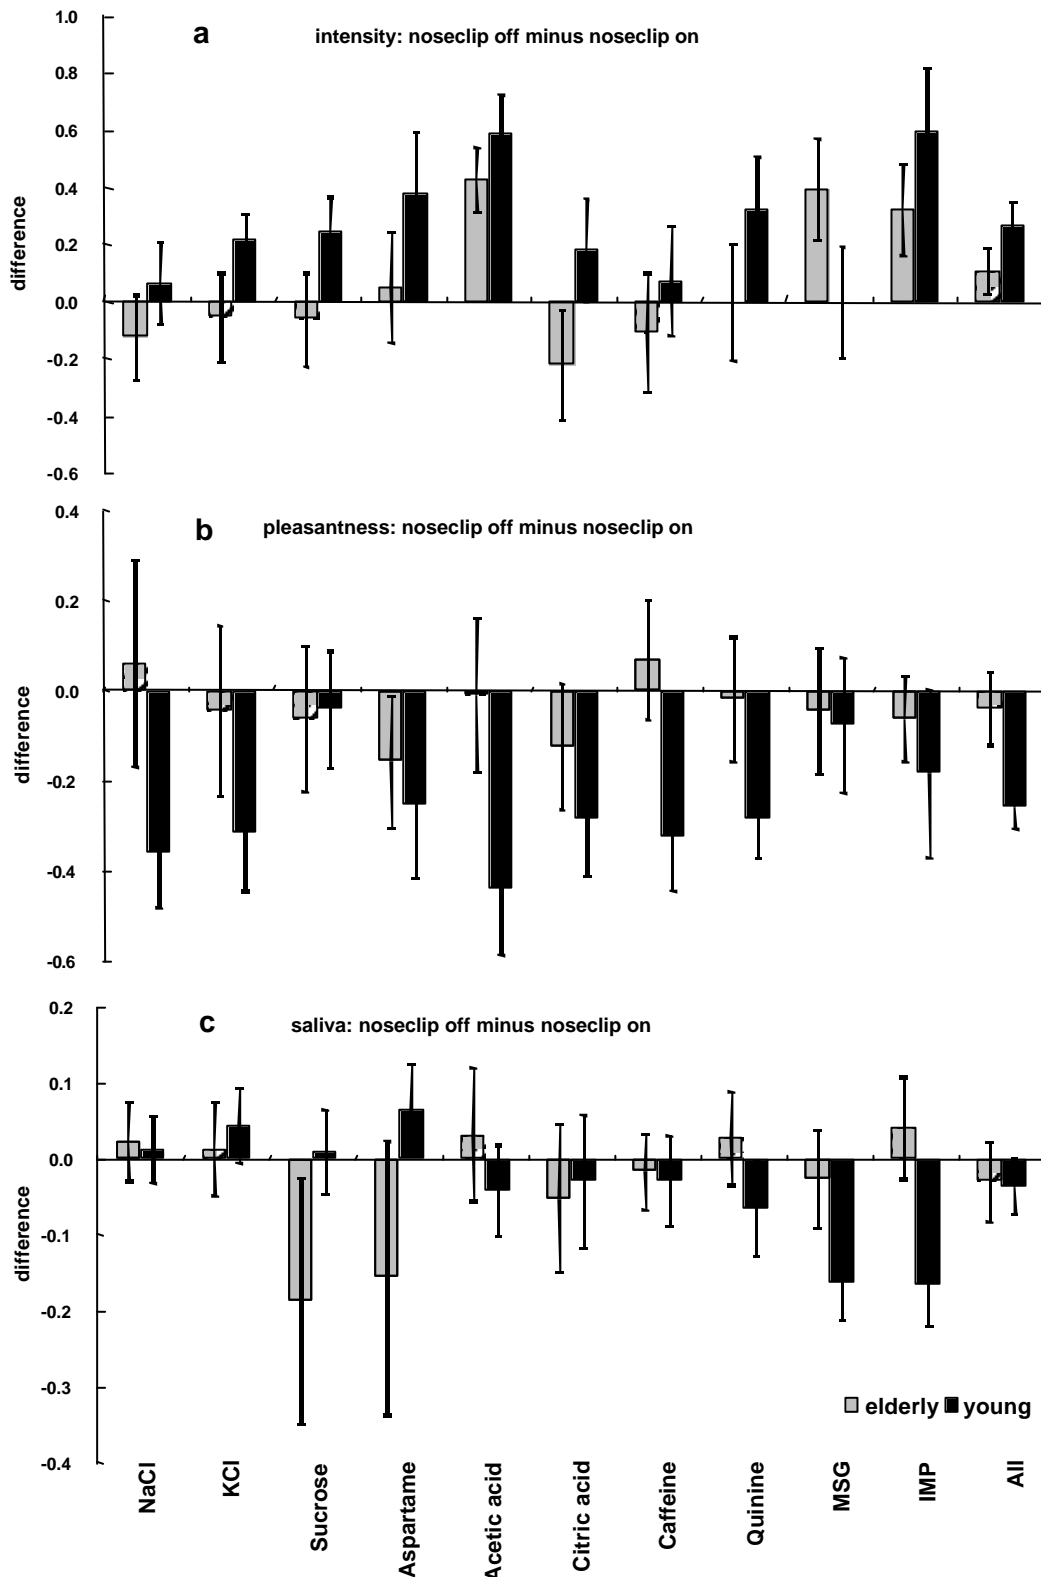 a intensity: noseclip off minus noseclip on
1.0
0.8
0.6
0.4
0.2
0.0
-0.2
-0.4
-0.6
difference
b pleasantness: noseclip off minus noseclip on
0.4
0.2
0.0
-0.2
-0.4
-0.6
difference
c saliva: noseclip off minus noseclip on
0.2
0.1
0.0
-0.1
-0.2
-0.3
-0.4
difference
elderly young
NaCl
KCl
Sucrose
Aspartame
Acetic acid
Citric acid
Caffeine
Quinine
MSG
IMP
All